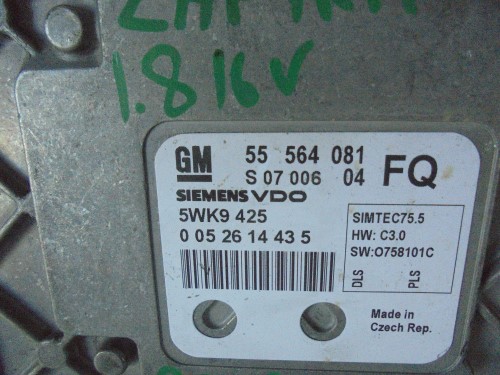 1.8 16V
GM 55 564 081
S 07 006 04 FQ
SIEMENS VDO
5WK9 425
0 05 26 14 43 5
SIMTEC75.5
HW: C3.0
SW:O758101C
DLS
PLS
Made in
Czech Rep.